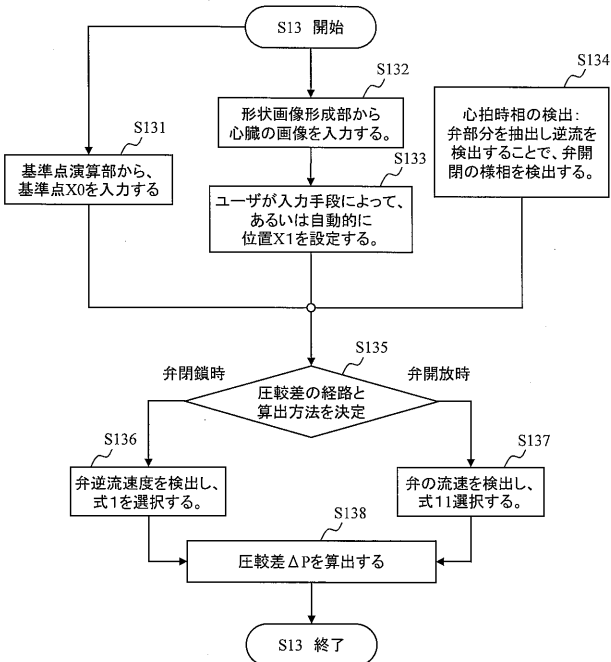 S13 開始
S134
心拍時相の検出:
弁部分を抽出し逆流を
検出することで、弁開
閉の様相を検出する。
S132
形状画像形成部から
心臓の画像を入力する。
S131
基準点演算部から、
基準点X0を入力する
S133
ユーザが入力手段によって、
あるいは自動的に
位置X1を設定する。
S135
弁閉鎖時
圧較差の経路と
算出方法を決定
弁開放時
S136
弁逆流速度を検出し、
式1を選択する。
S137
弁の流速を検出し、
式11選択する。
S138
圧較差ΔPを算出する
S13 終了